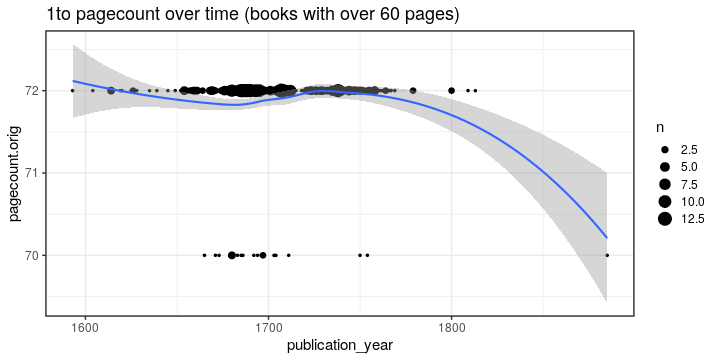 1to pagecount over time (books with over 60 pages)
pagecount.orig
72
71
70
1600
1700
1800
publication_year
n
2.5
5.0
7.5
10.0
12.5